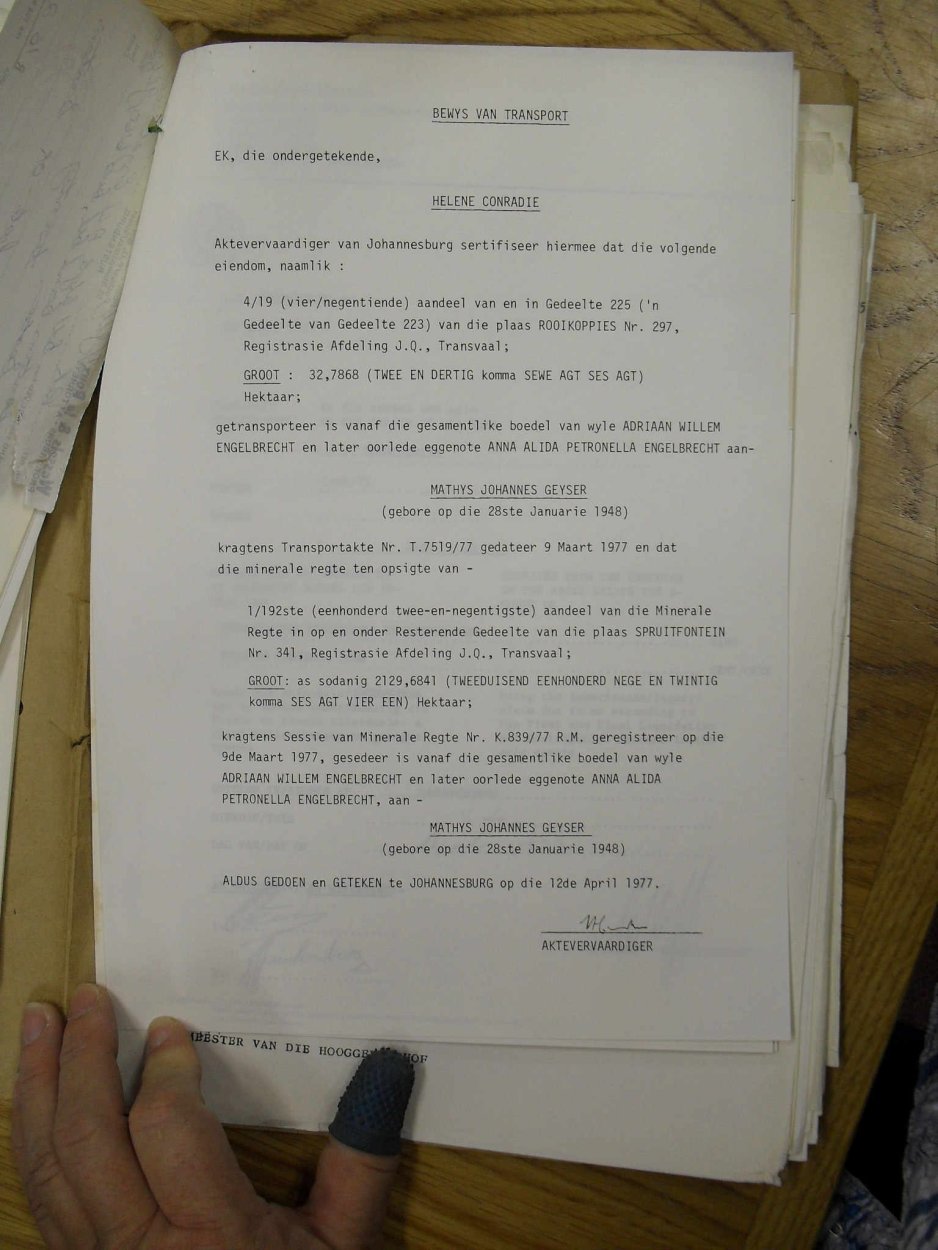 BEWYS VAN TRANSPORT
EK, die ondergetekende,
HELENE CONRADIE
Aktevervaardiger van Johannesburg sertifiseer hiermee dat die volgende
eiendom, naamlik :
4/19 (vier/negentiende) aandeel van en in Gedeelte 225 ('n
Gedeelte van Gedeelte 223) van die plaas ROOIKOPPIES Nr. 297,
Registrasie Afdeling J.Q., Transvaal;
GROOT : 32,7868 (TWEE EN DERTIG komma SEWE AGT SES AGT)
Hektaar;
getransporteer is vanaf die gesamentlike boedel van wyle ADRIAAN WILLEM
ENGELBRECHT en later oorlede eggenote ANNA ALIDA PETRONELLA ENGELBRECHT aan-
MATHYS JOHANNES GEYSER
(gebore op die 28ste Januarie 1948)
kragtens Transportakte Nr. T.7519/77 gedateer 9 Maart 1977 en dat
die minerale regte ten opsigte van -
1/192ste (eenhonderd twee-en-negentigste) aandeel van die Minerale
Regte in op en onder Resterende Gedeelte van die plaas SPRUITFONTEIN
Nr. 341, Registrasie Afdeling J.Q., Transvaal;
GROOT: as sodanig 2129,6841 (TWEEDUISEND EENHONDERD NEGE EN TWINTIG
komma SES AGT VIER EEN) Hektaar;
kragtens Sessie van Minerale Regte Nr. K.839/77 R.M. geregistreer op die
9de Maart 1977, gesedeer is vanaf die gesamentlike boedel van wyle
ADRIAAN WILLEM ENGELBRECHT en later oorlede eggenote ANNA ALIDA
PETRONELLA ENGELBRECHT, aan -
MATHYS JOHANNES GEYSER
(gebore op die 28ste Januarie 1948)
ALDUS GEDOEN en GETEKEN te JOHANNESBURG op die 12de April 1977.
AKTEVERVAARDIGER
MEESTER VAN DIE